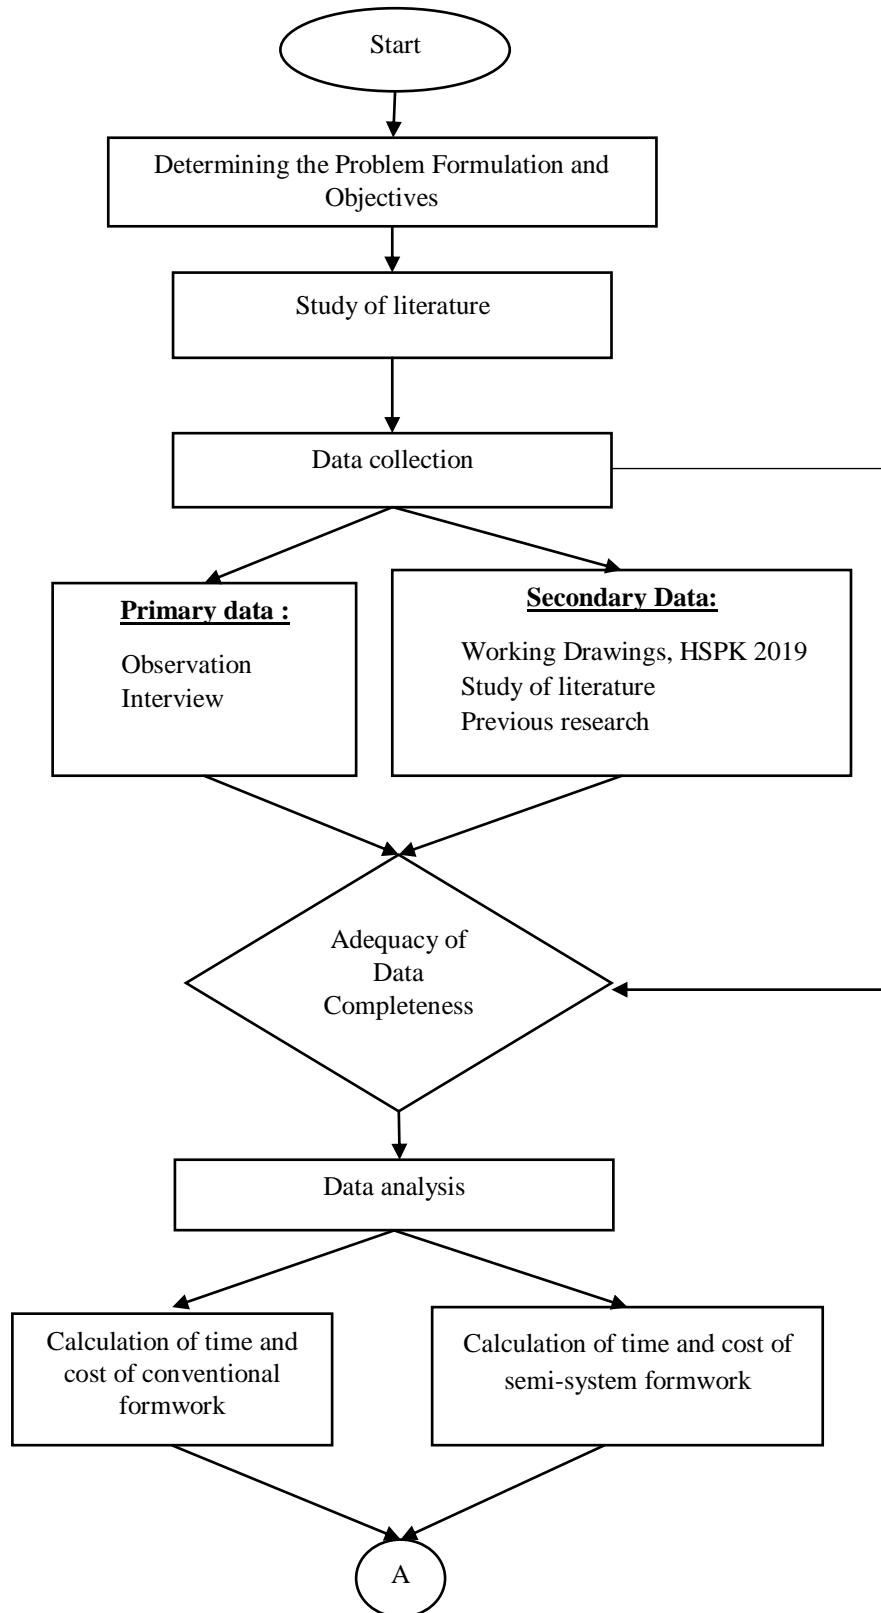 Start
Determining the Problem Formulation and
Objectives
Study of literature
Data collection
Primary data :
Observation
Interview
Secondary Data:
Working Drawings, HSPK 2019
Study of literature
Previous research
Adequacy of
Data
Completeness
Data analysis
Calculation of time and
cost of conventional
formwork
Calculation of time and cost of
semi-system formwork
A